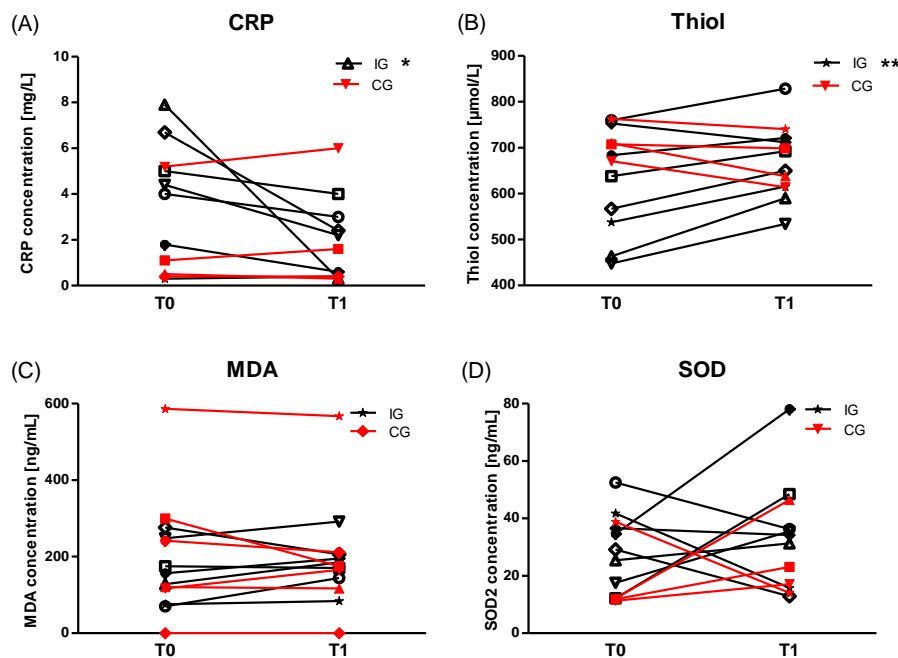 (A) CRP
CRP concentration [mg/L]
10
8
6
4
2
0
T0 T1
IG *
CG
(B) Thiol
Thiol concentration [µmol/L]
900
800
700
600
500
400
T0 T1
IG **
CG
(C) MDA
MDA concentration [ng/mL]
600
400
200
0
T0 T1
IG
CG
(D) SOD
SOD2 concentration [ng/mL]
80
60
40
20
0
T0 T1
IG
CG